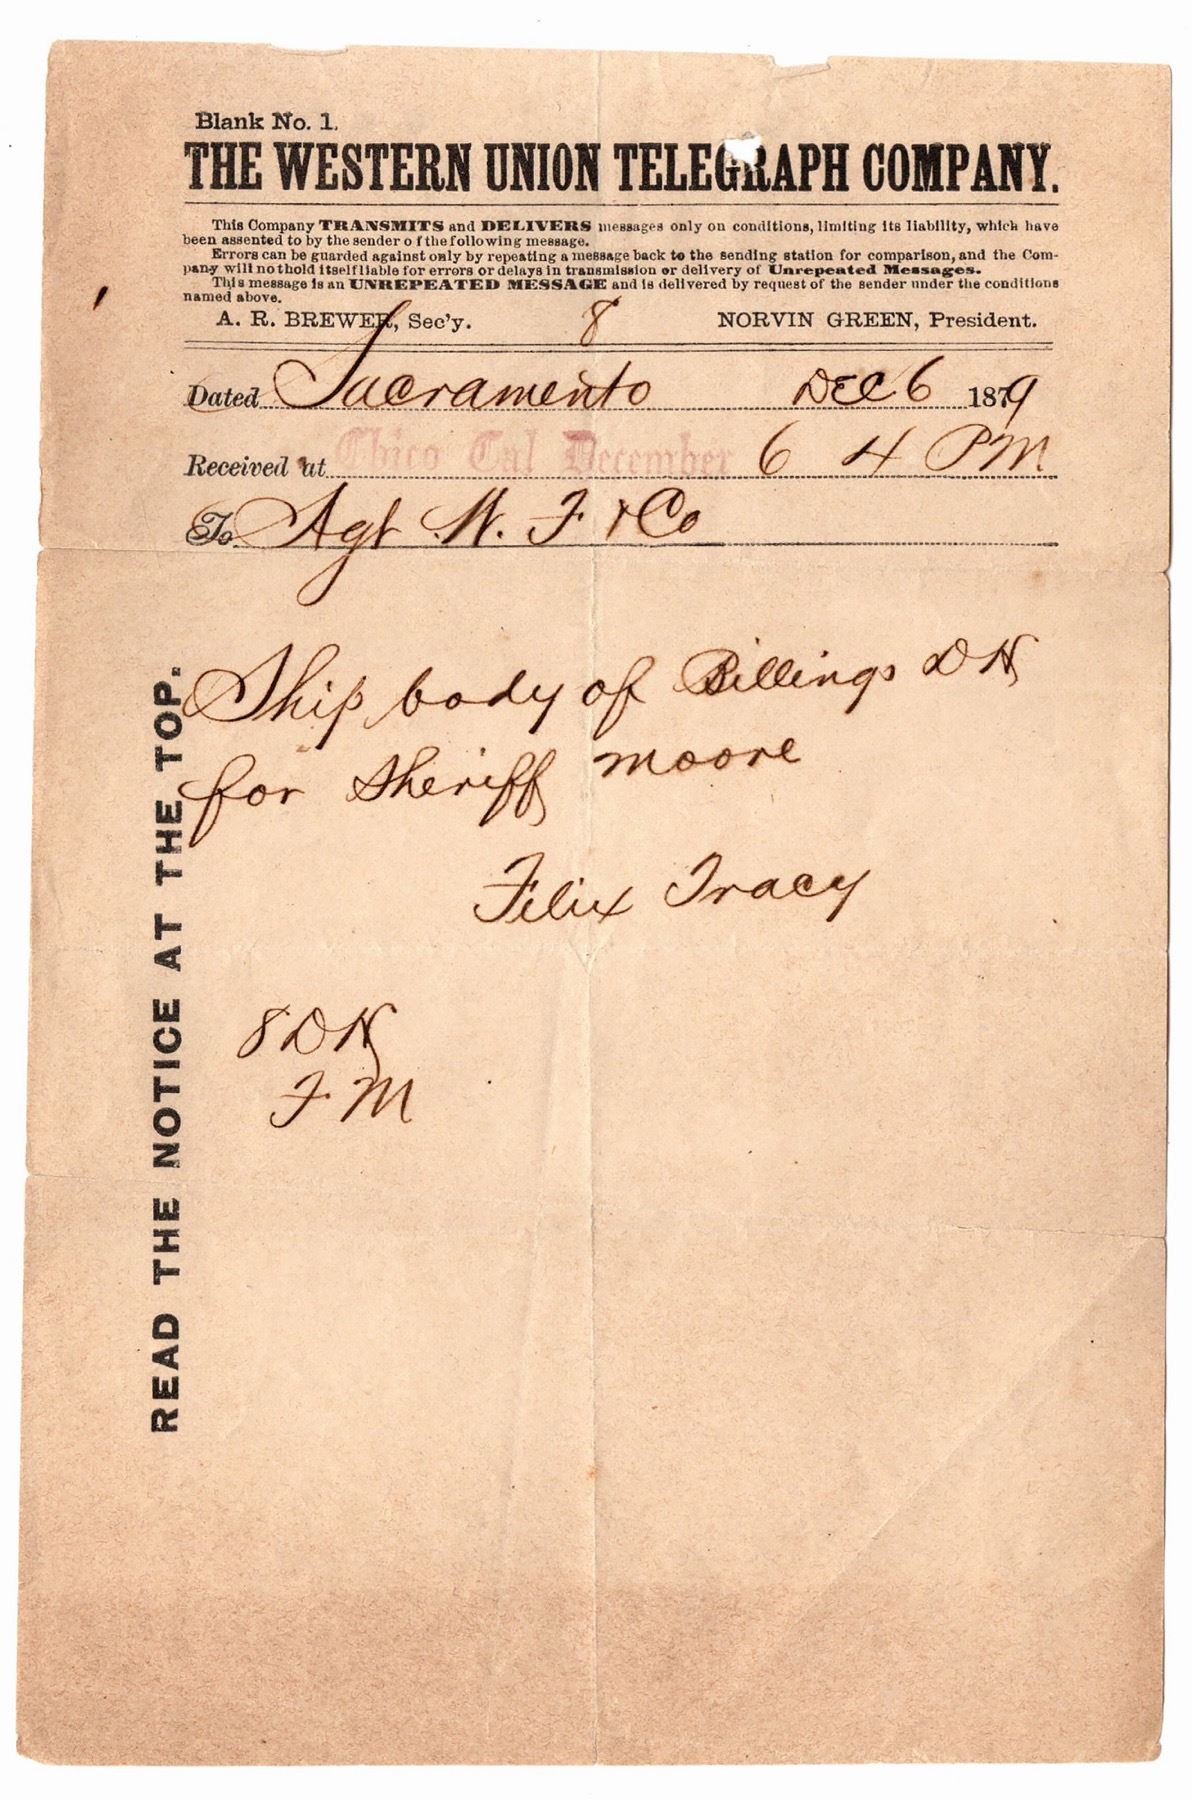 Blank No. 1.
THE WESTERN UNION TELEGRAPH COMPANY.
This Company TRANSMITS and DELIVERS messages only on conditions, limiting its liability, which have
been assented to by the sender of the following message.
Errors can be guarded against only by repeating a message back to the sending station for comparison, and the Com-
pany will not hold itself liable for errors or delays in transmission or delivery of Unrepeated Messages.
This message is an UNREPEATED MESSAGE and is delivered by request of the sender under the conditions
named above.
A. R. BREWER, Sec'y. 8 NORVIN GREEN, President.
Dated Sacramento Dec 6 1879
Received at Chico Cal December 6 4 PM
To Agt W. F & Co
Ship body of Billings DH
for Sheriff Moore
Felix Tracy
8 DH
F M
READ THE NOTICE AT THE TOP.